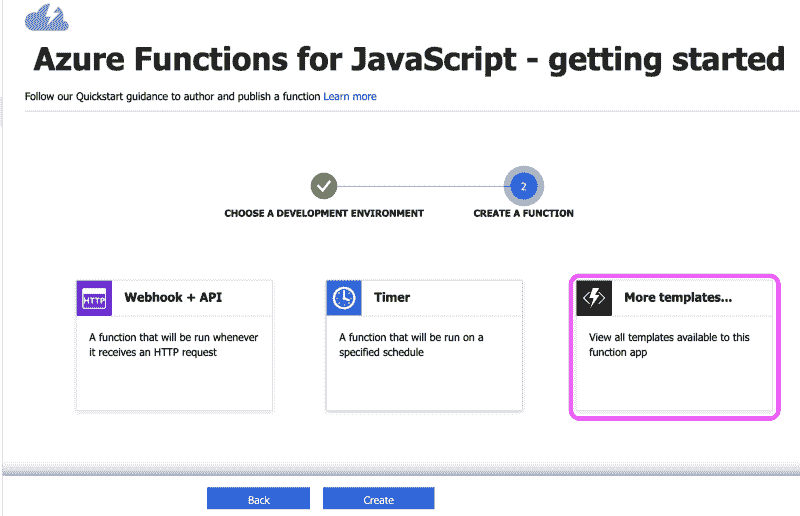 Azure Functions for JavaScript - getting started
Follow our Quickstart guidance to author and publish a function Learn more
2
CHOOSE A DEVELOPMENT ENVIRONMENT
CREATE A FUNCTION
HTTP
Webhook + API
A function that will be run whenever
it receives an HTTP request
Timer
A function that will be run on a
specified schedule
More templates...
View all templates available to this
function app
Back
Create